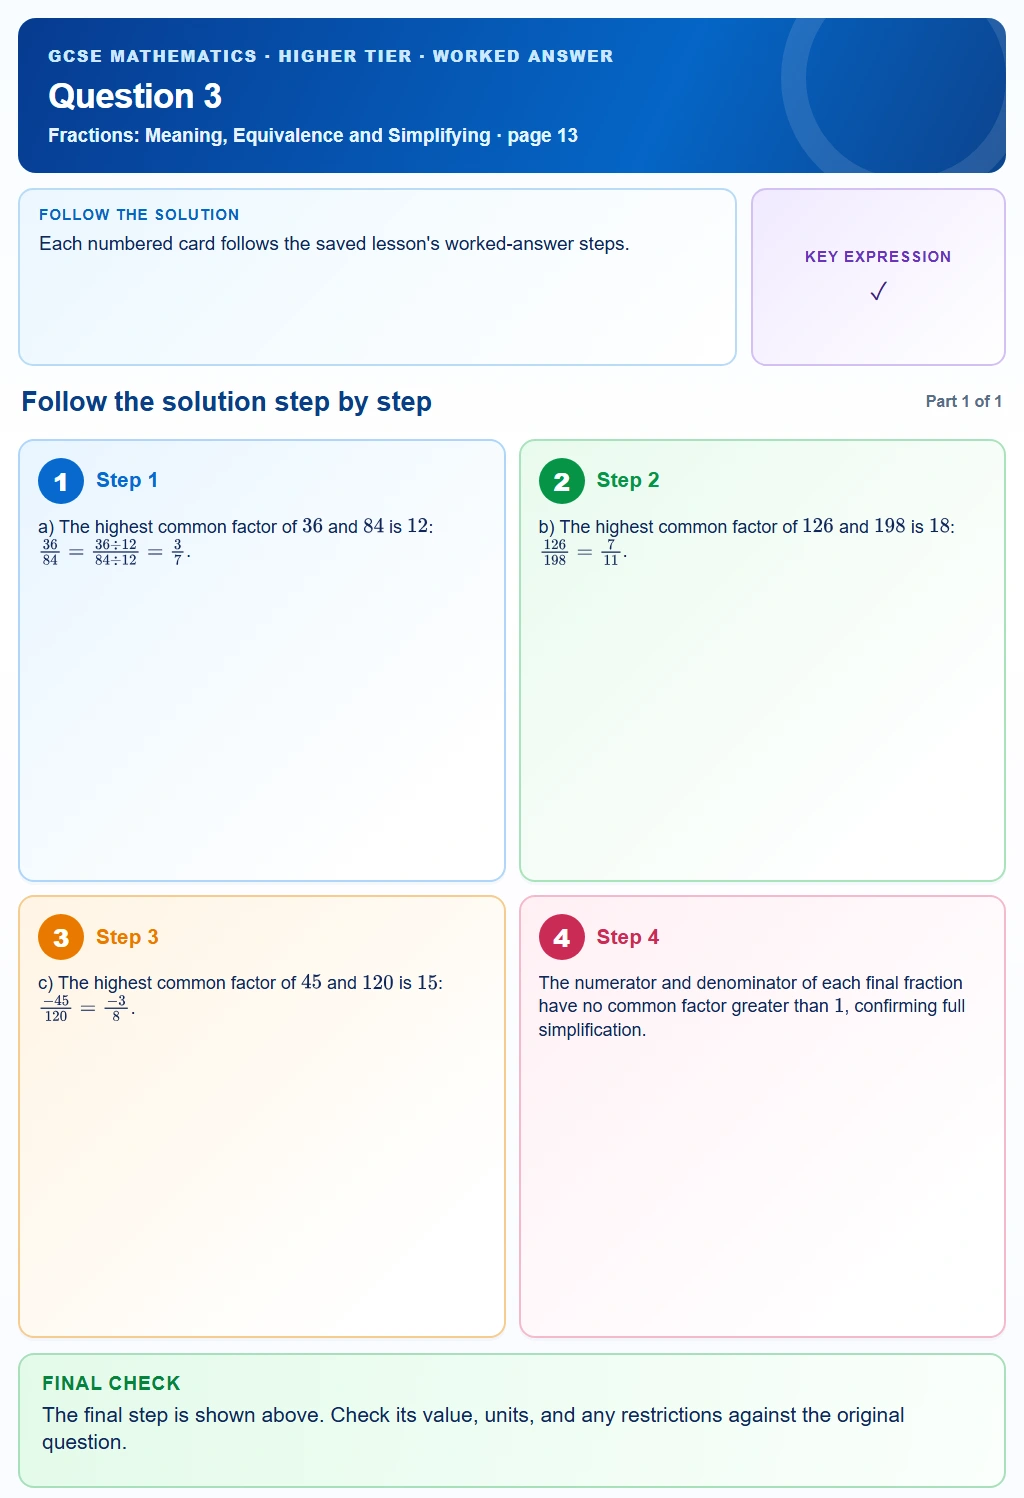 GCSE MATHEMATICS · HIGHER TIER · WORKED ANSWER
Question 3
Fractions: Meaning, Equivalence and Simplifying · page 13
FOLLOW THE SOLUTION
Each numbered card follows the saved lesson's worked-answer steps.
KEY EXPRESSION
✓
Follow the solution step by step
Part 1 of 1
1 Step 1
a) The highest common factor of 36 and 84 is 12:
36/84 = 36÷12/84÷12 = 3/7.
2 Step 2
b) The highest common factor of 126 and 198 is 18:
126/198 = 7/11.
3 Step 3
c) The highest common factor of 45 and 120 is 15:
−45/120 = −3/8.
4 Step 4
The numerator and denominator of each final fraction
have no common factor greater than 1, confirming full
simplification.
FINAL CHECK
The final step is shown above. Check its value, units, and any restrictions against the original
question.